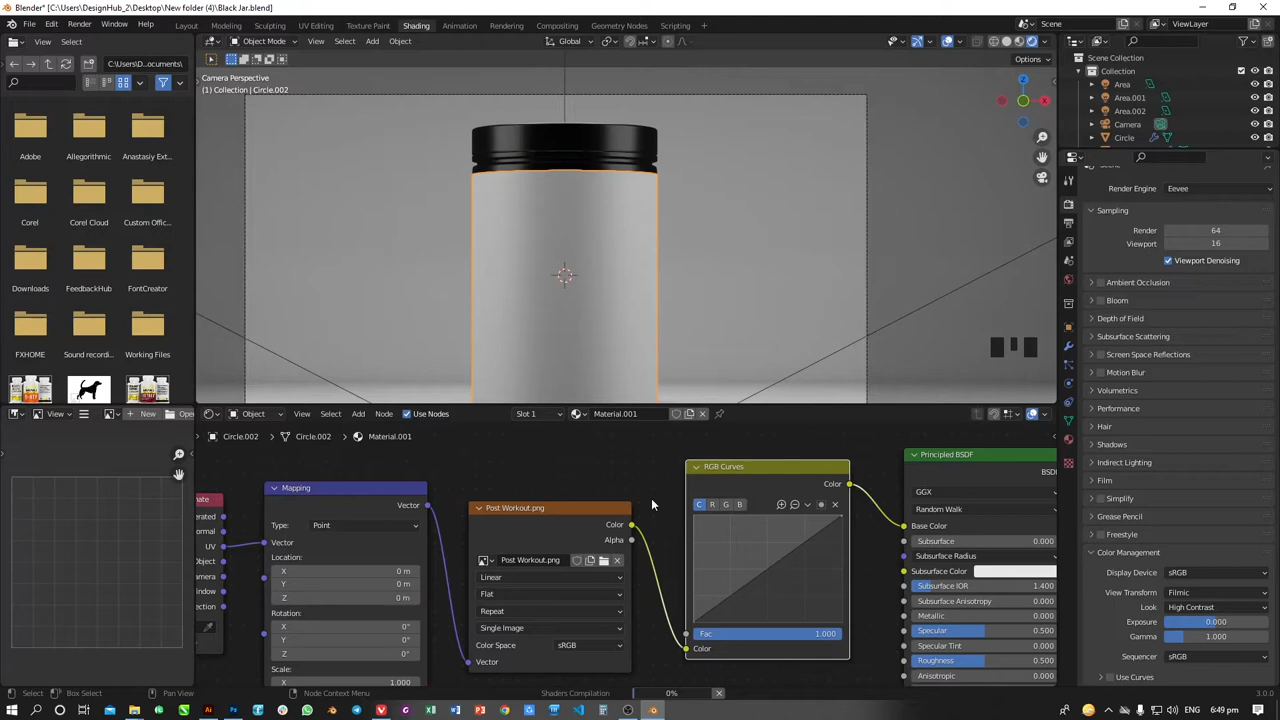 Blender* [C:\Users\DesignHub_2\Desktop\New folder (4)\Black Jar.blend]
File Edit Render Window Help Layout Modeling Sculpting UV Editing Texture Paint Shading Animation Rendering Compositing Geometry Nodes Scripting
Scene ViewLayer
View Select
Object Mode View Select Add Object Global
Options
C:\Users\D...ocuments\
Adobe Allegorithmic Anastasiy Ext...
Corel Corel Cloud Custom Offic...
Downloads FeedbackHub FontCreator
FXHOME Sound recordi... Working Files
View New Open
Camera Perspective
(1) Collection | Circle.002
Z
X
Scene Collection
Collection
Area
Area.001
Area.002
Camera
Circle
Scene
Render Engine Eevee
Sampling
Render 64
Viewport 16
Viewport Denoising
Ambient Occlusion
Bloom
Depth of Field
Subsurface Scattering
Screen Space Reflections
Motion Blur
Volumetrics
Performance
Hair
Shadows
Indirect Lighting
Film
Simplify
Grease Pencil
Freestyle
Color Management
Display Device sRGB
View Transform Filmic
Look High Contrast
Exposure 0.000
Gamma 1.000
Sequencer sRGB
Use Curves
Object View Select Add Node Use Nodes Slot 1 Material.001
Circle.002 Circle.002 Material.001
Mapping
Vector
Type: Point
Vector
Location:
X 0 m
Y 0 m
Z 0 m
Rotation:
X 0°
Y 0°
Z 0°
Scale:
X 1.000
Post Workout.png
Color
Alpha
Post Workout.png
Linear
Flat
Repeat
Single Image
Color Space sRGB
Vector
RGB Curves
Color
C R G B
Fac 1.000
Color
Principled BSDF
GGX
Random Walk
Base Color
Subsurface 0.000
Subsurface Radius
Subsurface Color
Subsurface IOR 1.400
Subsurface Anisotropy 0.000
Metallic 0.000
Specular 0.500
Specular Tint 0.000
Roughness 0.500
Anisotropic 0.000
Select Box Select Pan View Node Context Menu Shaders Compilation 0% 3.0.0
ENG 6:49 pm